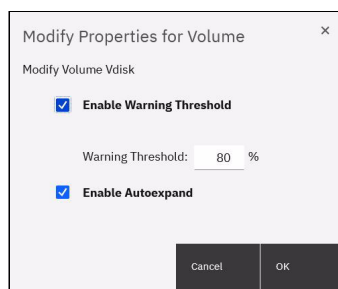 Modify Properties for Volume
Modify Volume Vdisk
Enable Warning Threshold
Warning Threshold: 80 %
Enable Autoexpand
Cancel OK